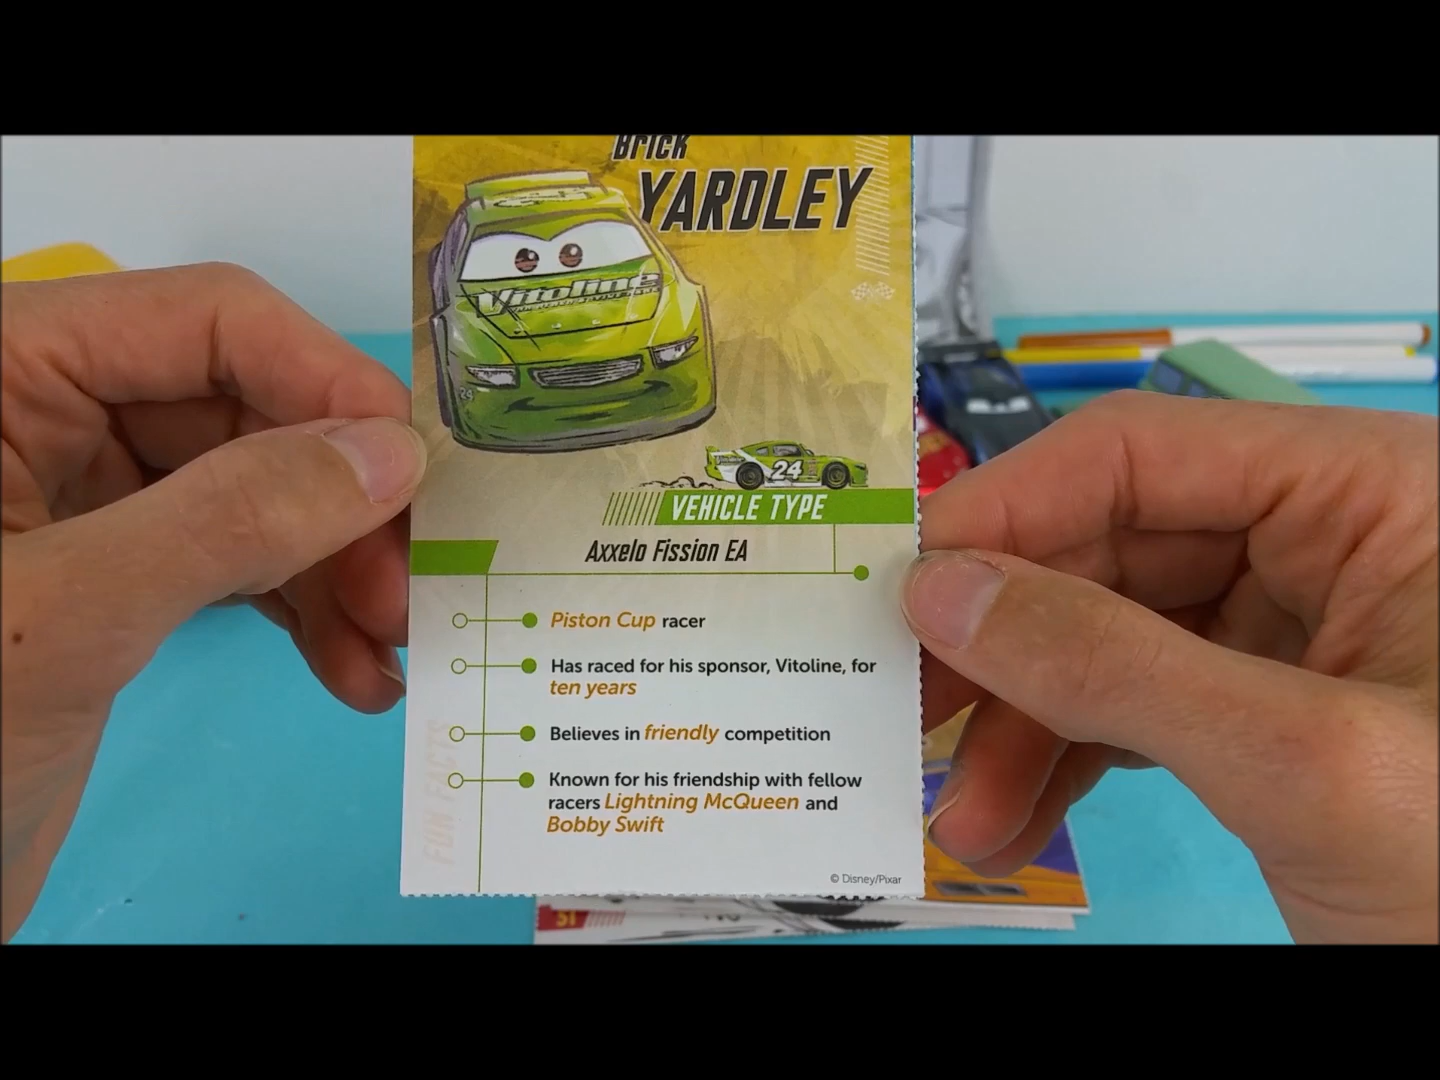 Brick
YARDLEY
Vitoline
24
24
VEHICLE TYPE
Axxelo Fission EA
Piston Cup racer
Has raced for his sponsor, Vitoline, for
ten years
Believes in friendly competition
Known for his friendship with fellow
racers Lightning McQueen and
Bobby Swift
FUN FACTS
© Disney/Pixar
51